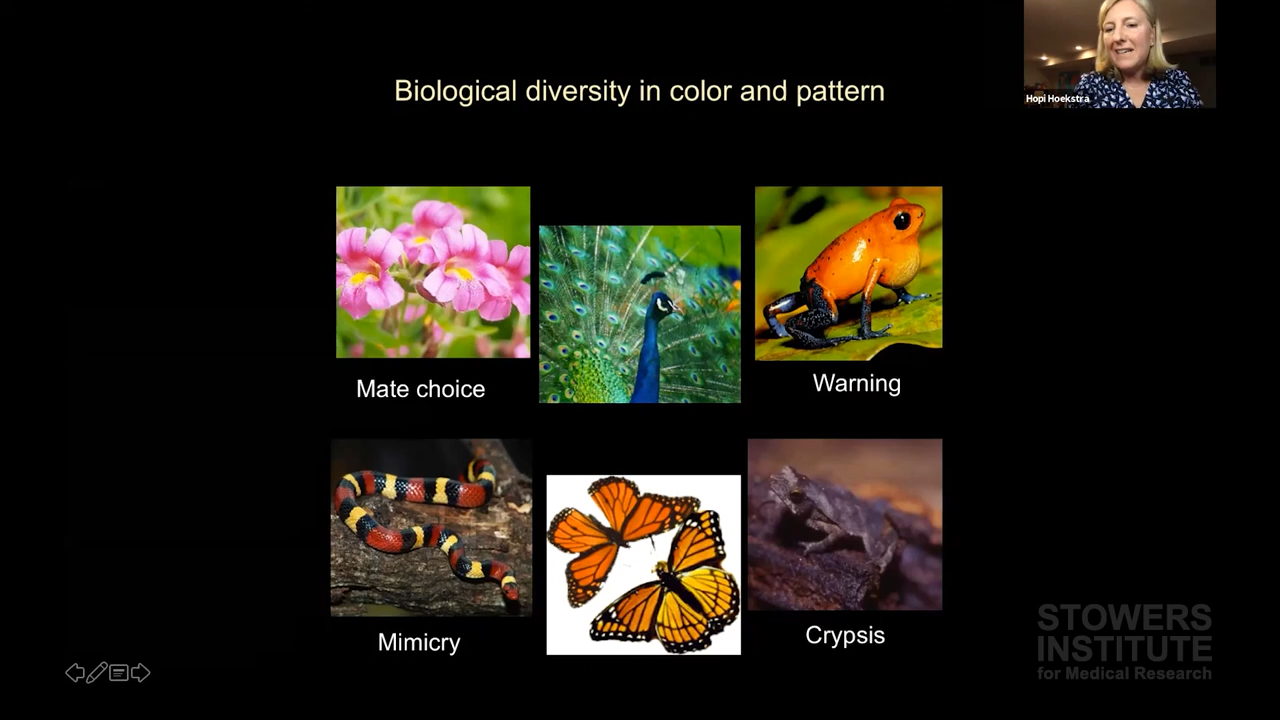 Biological diversity in color and pattern
Hopi Hoekstra
Mate choice
Warning
Mimicry
Crypsis
STOWERS
INSTITUTE
for Medical Research